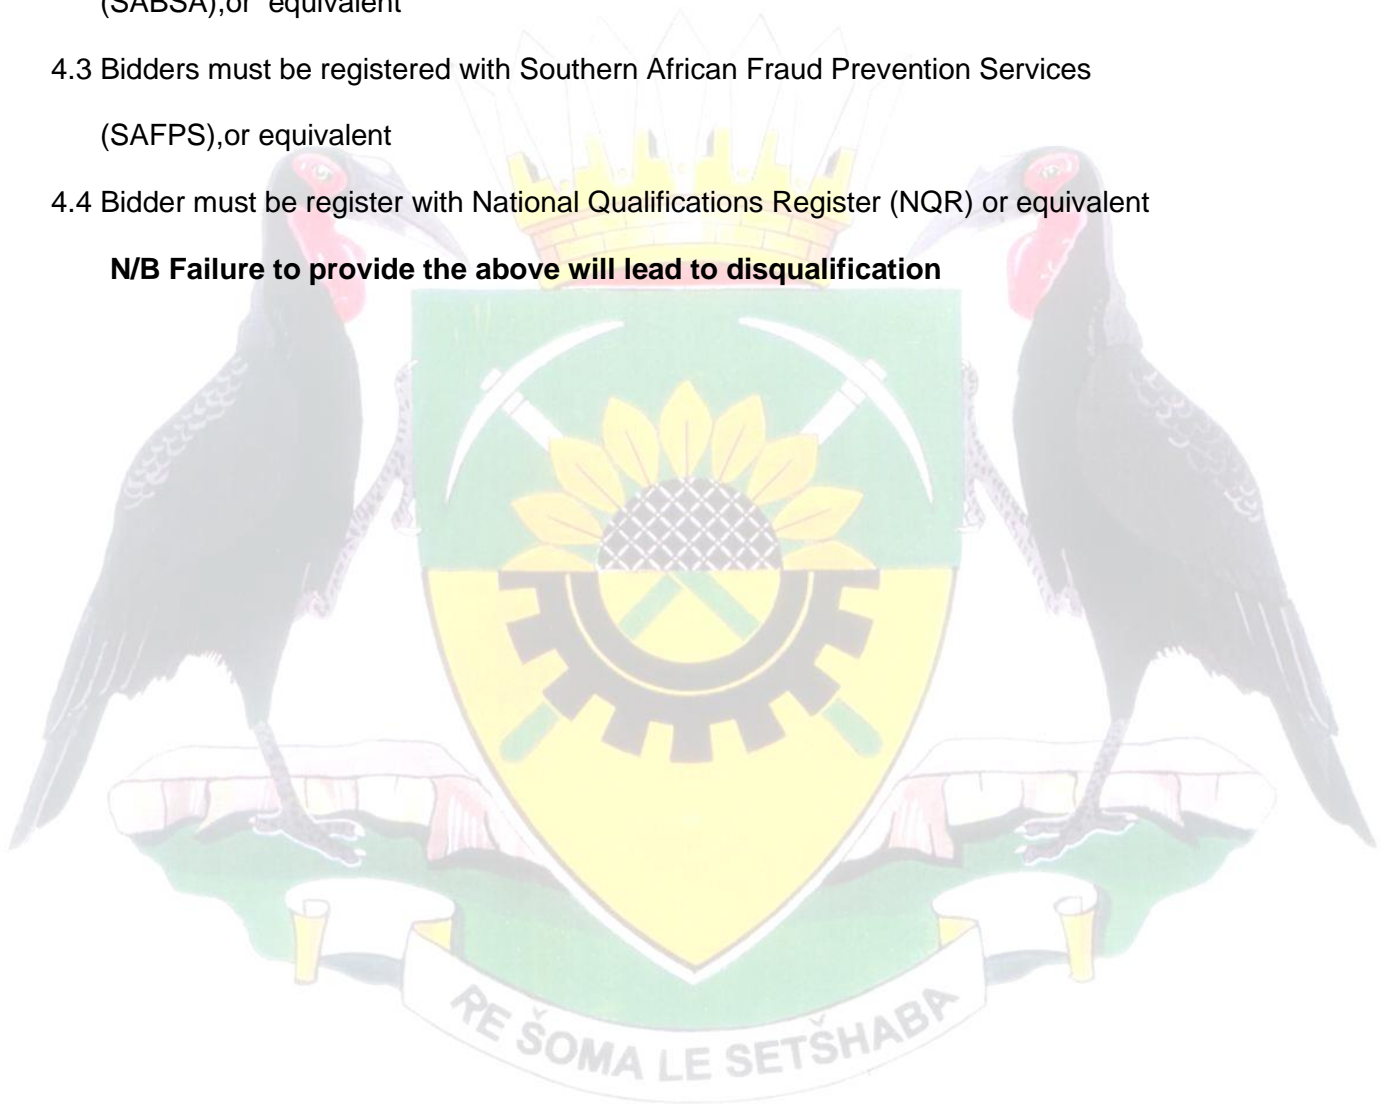 (SABSA),or equivalent
4.3 Bidders must be registered with Southern African Fraud Prevention Services
(SAFPS),or equivalent
4.4 Bidder must be register with National Qualifications Register (NQR) or equivalent
N/B Failure to provide the above will lead to disqualification
RE ŠOMA LE SETŠHABA